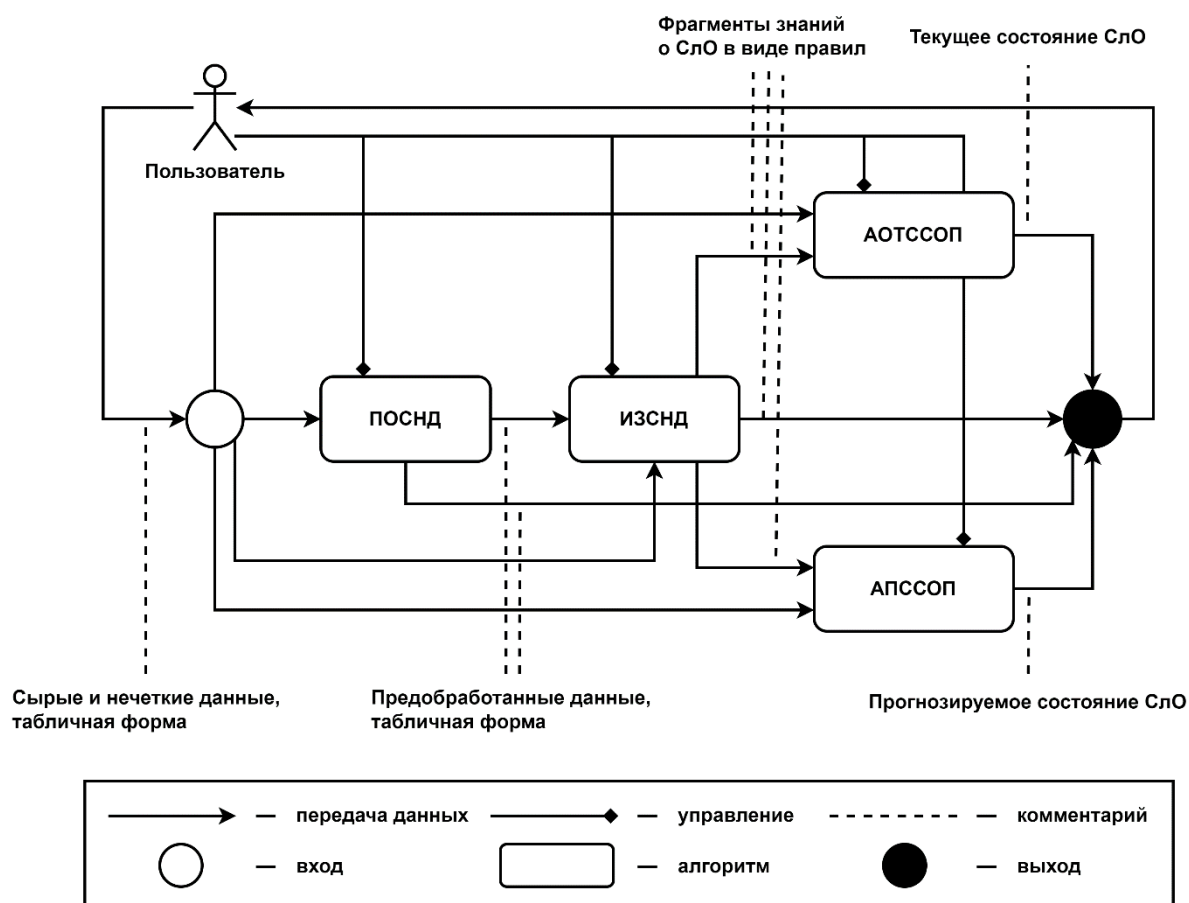 Фрагменты знаний
о СлО в виде правил
Текущее состояние СлО
Пользователь
АОТССОП
ПОСНД
ИЗСНД
АПССОП
Сырые и нечеткие данные,
табличная форма
Предобработанные данные,
табличная форма
Прогнозируемое состояние СлО
— передача данных
— управление
— комментарий
— вход
— алгоритм
— выход